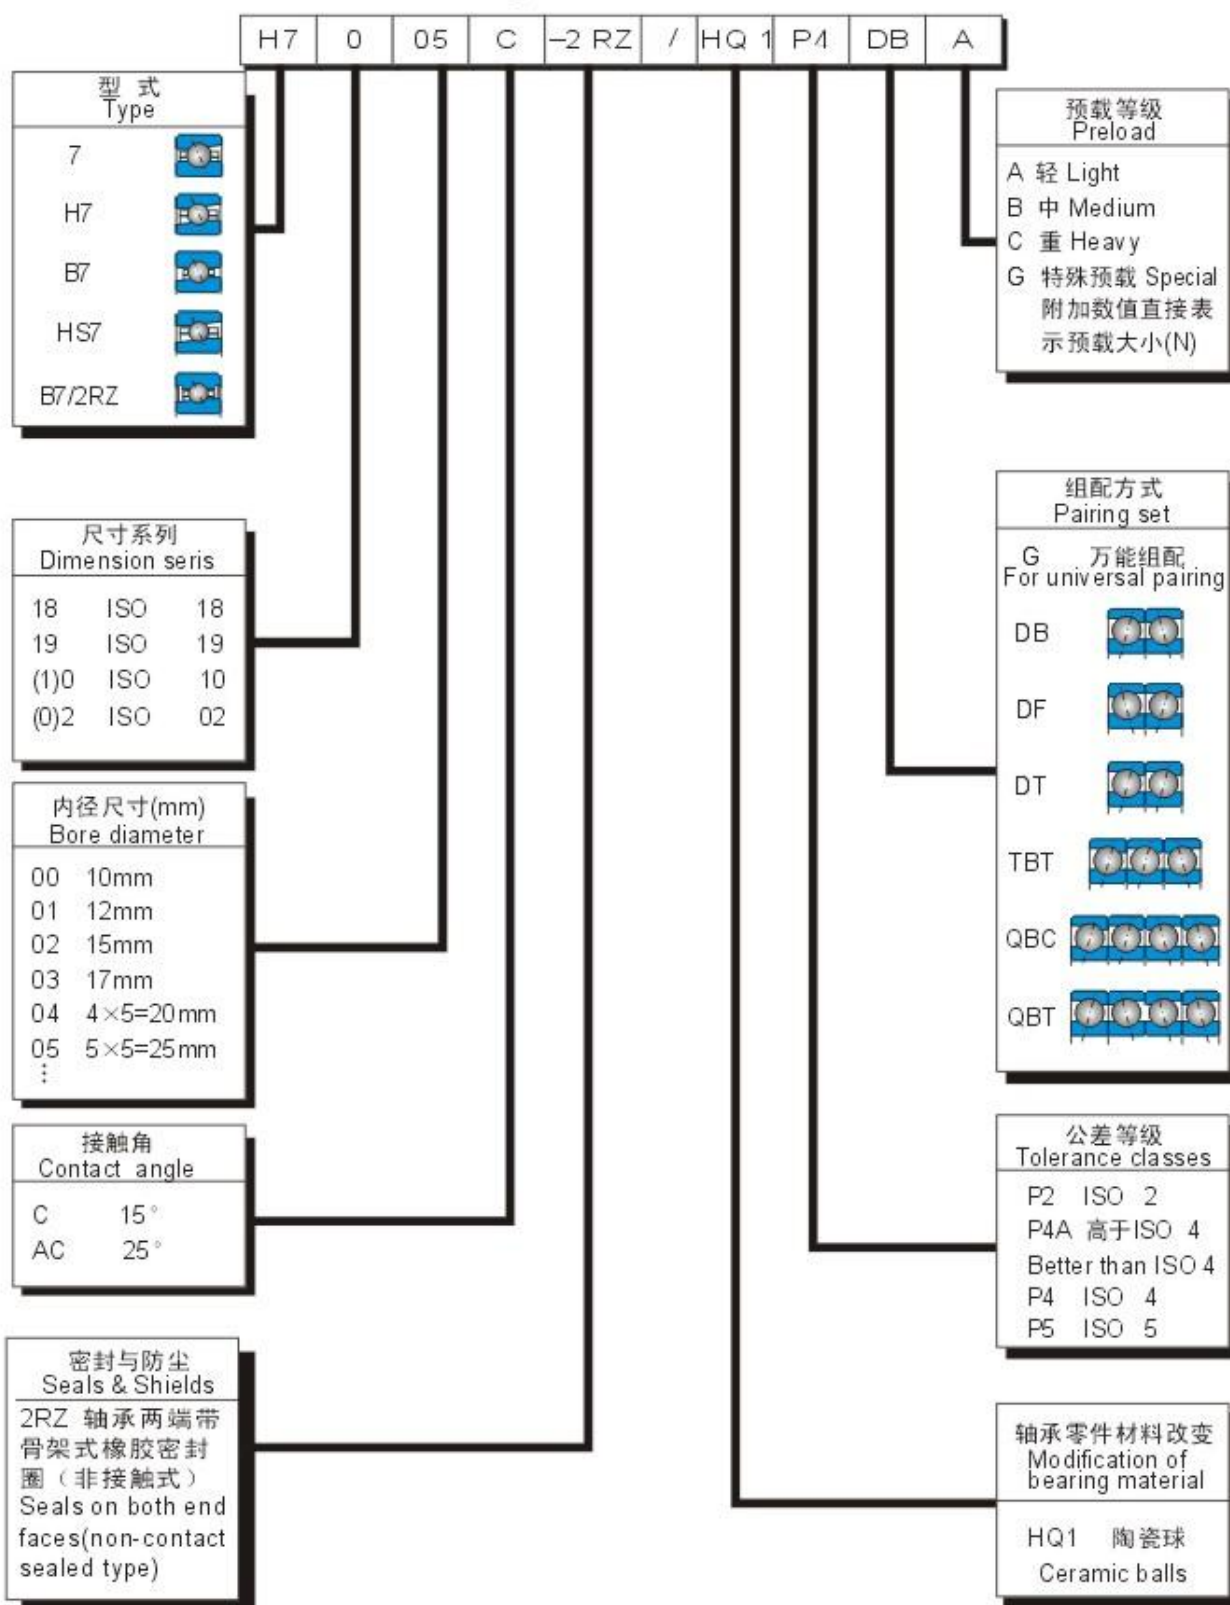 H7 0 05 C –2 RZ / HQ 1 P4 DB A
型 式
Type
7
H7
B7
HS7
B7/2RZ
尺寸系列
Dimension seris
18 ISO 18
19 ISO 19
(1)0 ISO 10
(0)2 ISO 02
内径尺寸(mm)
Bore diameter
00 10mm
01 12mm
02 15mm
03 17mm
04 4×5=20mm
05 5×5=25mm
⋮
接触角
Contact angle
C 15°
AC 25°
密封与防尘
Seals & Shields
2RZ 轴承两端带
骨架式橡胶密封
圈（非接触式）
Seals on both end
faces(non-contact
sealed type)
预载等级
Preload
A 轻 Light
B 中 Medium
C 重 Heavy
G 特殊预载 Special
附加数值直接表
示预载大小(N)
组配方式
Pairing set
G 万能组配
For universal pairing
DB
DF
DT
TBT
QBC
QBT
公差等级
Tolerance classes
P2 ISO 2
P4A 高于ISO 4
Better than ISO 4
P4 ISO 4
P5 ISO 5
轴承零件材料改变
Modification of
bearing material
HQ1 陶瓷球
Ceramic balls